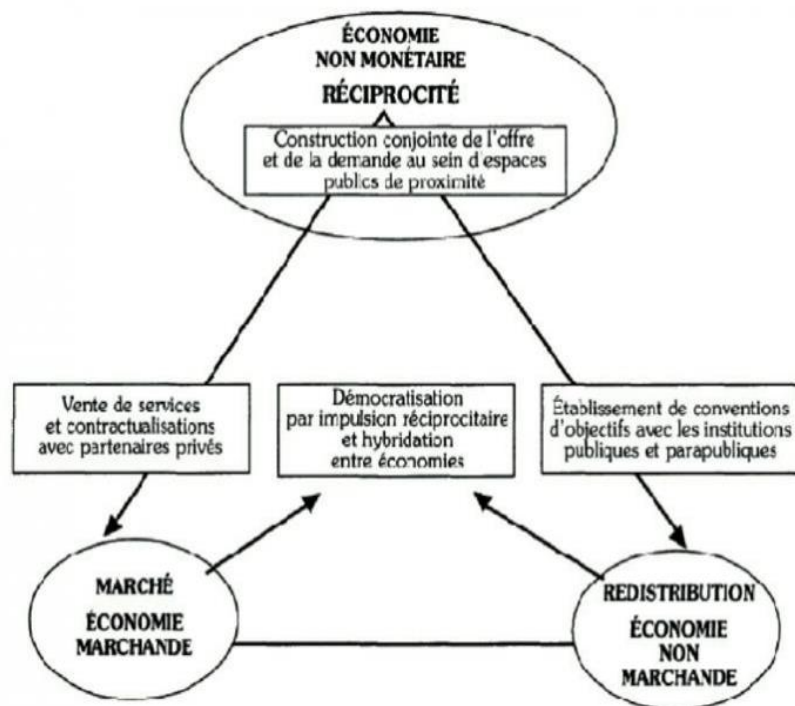 ÉCONOMIE
NON MONÉTAIRE
RÉCIPROCITÉ
Construction conjointe de l'offre
et de la demande au sein d'espaces
publics de proximité
Vente de services
et contractualisations
avec partenaires privés
Démocratisation
par impulsion réciprocitaire
et hybridation
entre économies
Établissement de conventions
d'objectifs avec les institutions
publiques et parapubliques
MARCHÉ
ÉCONOMIE
MARCHANDE
REDISTRIBUTION
ÉCONOMIE
NON
MARCHANDE